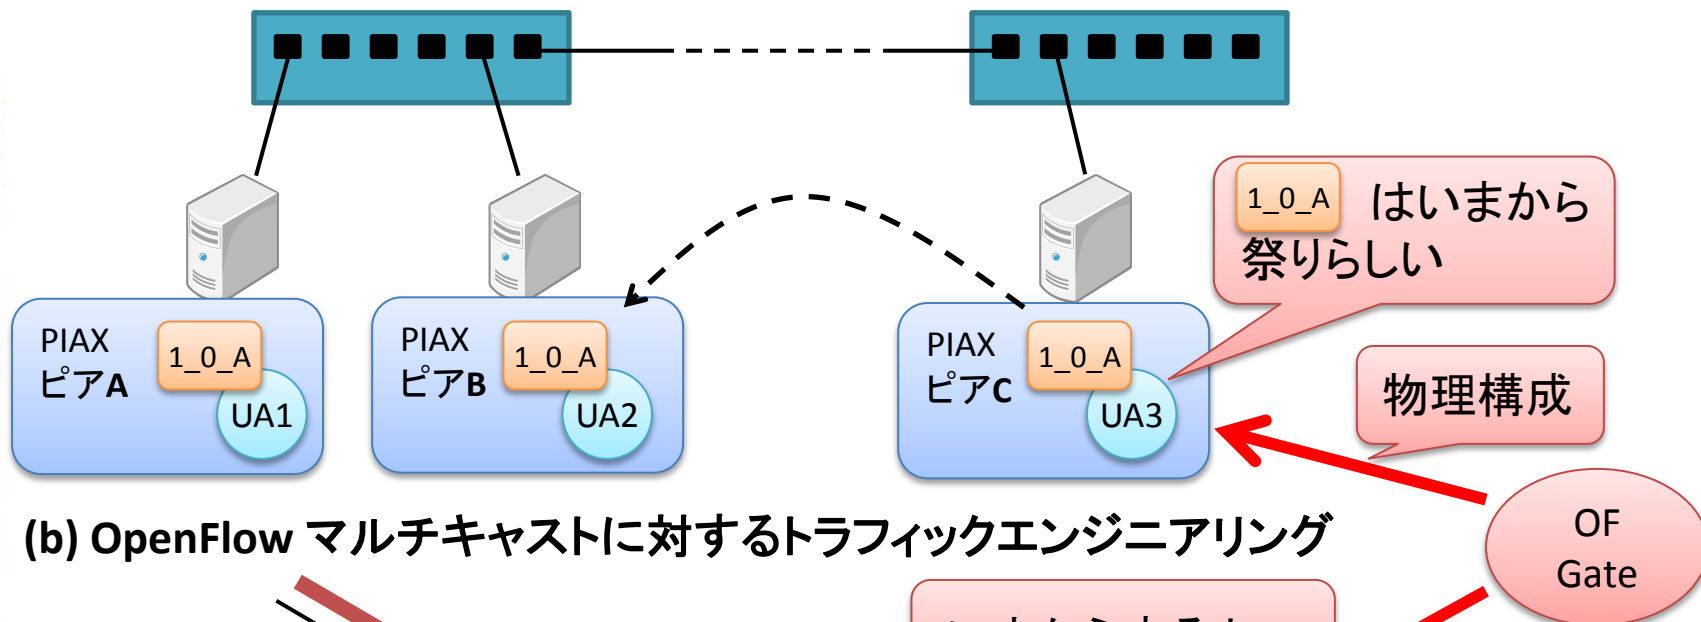 1_0_A はいまから
祭りらしい
PIAX
ピアA
1_0_A
UA1
PIAX
ピアB
1_0_A
UA2
PIAX
ピアC
1_0_A
UA3
物理構成
(b) OpenFlow マルチキャストに対するトラフィックエンジニアリング
OF
Gate